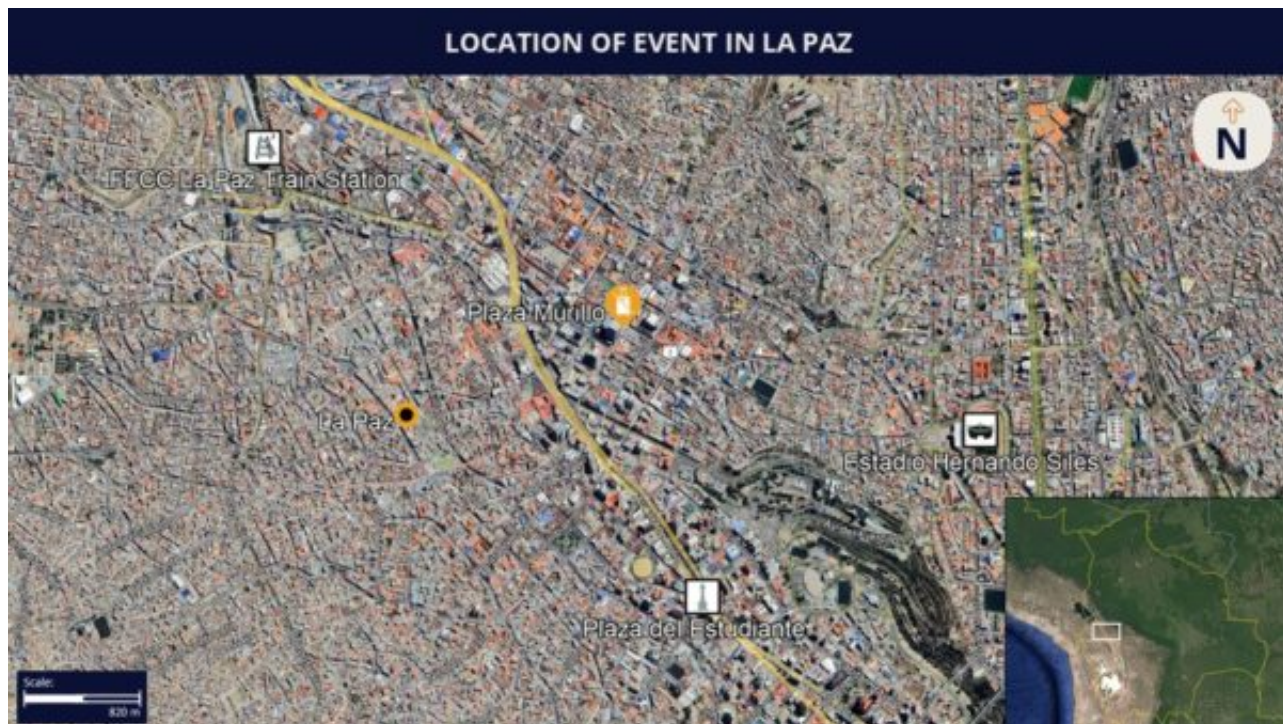 LOCATION OF EVENT IN LA PAZ
N
FFCC La Paz Train Station
Plaza Murillo
La Paz
Estadio Hernando Siles
Plaza del Estudiante
Scale:
820 m